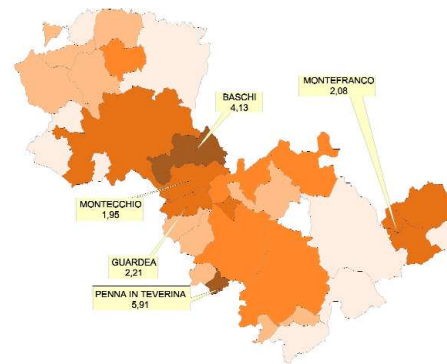 BASCHI
4,13
MONTEFRANCO
2,08
MONTECCHIO
1,95
GUARDEA
2,21
PENNA IN TEVERINA
5,91